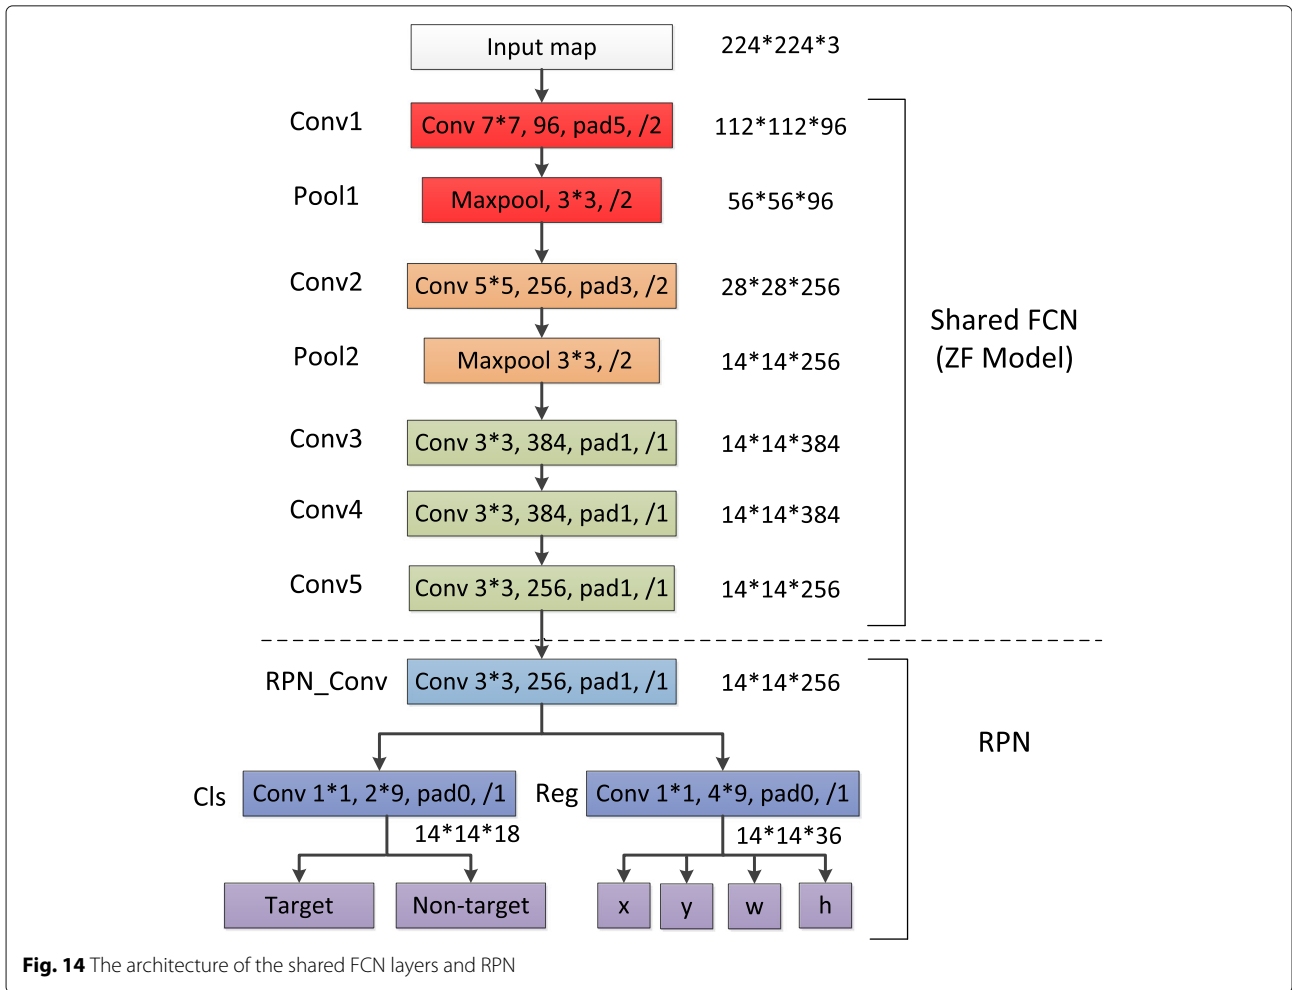 Input map
224*224*3
Conv1
Conv 7*7, 96, pad5, /2
112*112*96
Pool1
Maxpool, 3*3, /2
56*56*96
Conv2
Conv 5*5, 256, pad3, /2
28*28*256
Pool2
Maxpool 3*3, /2
14*14*256
Shared FCN
(ZF Model)
Conv3
Conv 3*3, 384, pad1, /1
14*14*384
Conv4
Conv 3*3, 384, pad1, /1
14*14*384
Conv5
Conv 3*3, 256, pad1, /1
14*14*256
RPN_Conv
Conv 3*3, 256, pad1, /1
14*14*256
RPN
Cls
Conv 1*1, 2*9, pad0, /1
Reg
Conv 1*1, 4*9, pad0, /1
14*14*18
14*14*36
Target
Non-target
x
y
w
h
Fig. 14 The architecture of the shared FCN layers and RPN